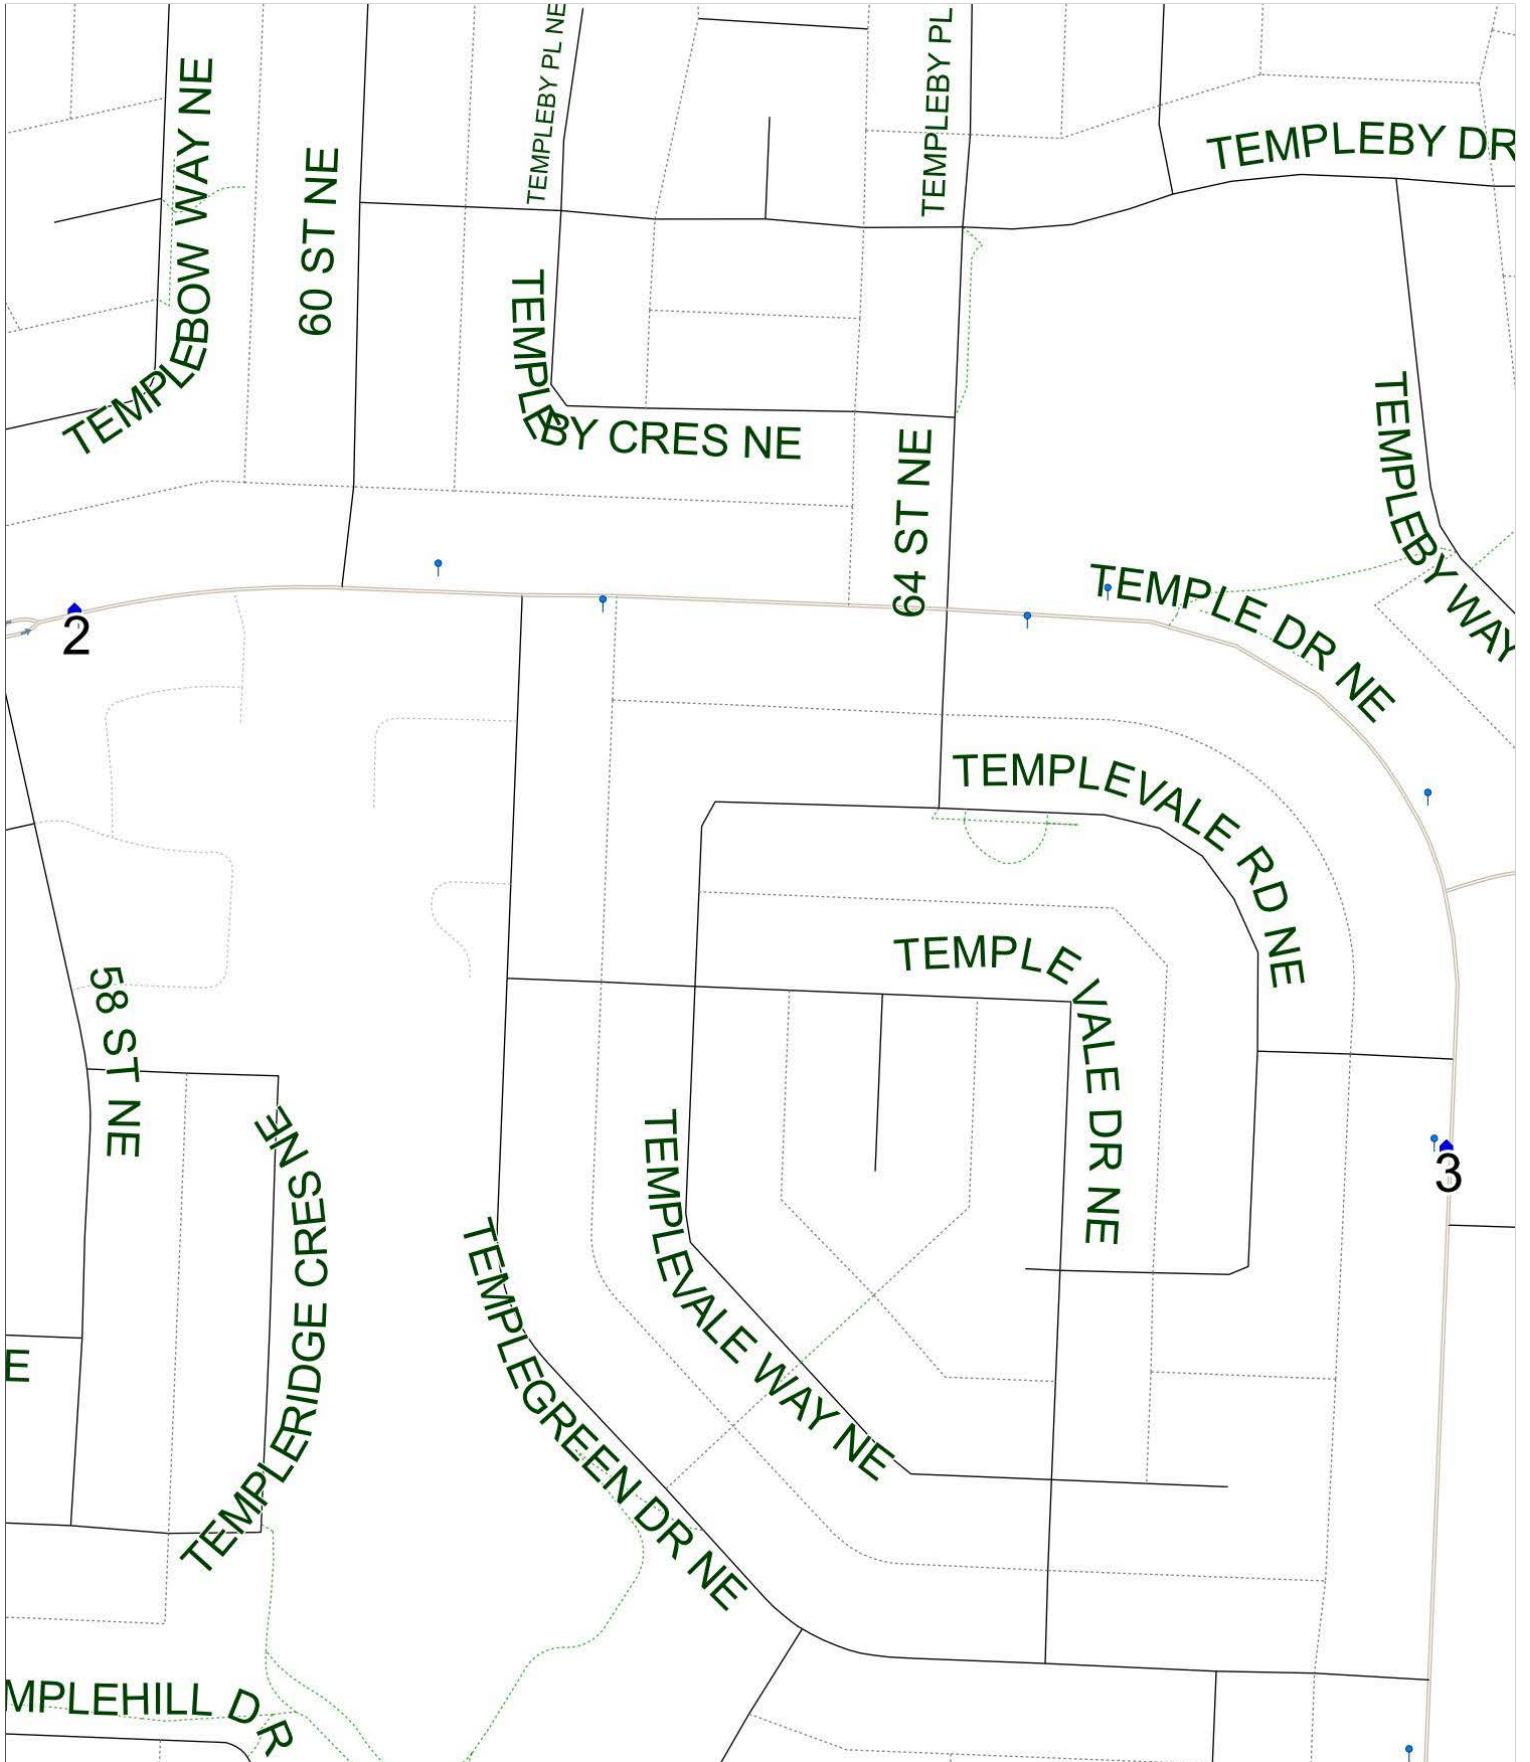 TEMPLEBY PL NE
TEMPLEBY PL
TEMPLEBOW WAY NE
60 ST NE
TEMPLEBY DR
TEMPLEBY CRES NE
64 ST NE
TEMPLEBY WAY
TEMPLE DR NE
2
TEMPLEVALE RD NE
TEMPLEVALE DR NE
58 ST NE
3
TEMPLEVALE WAY NE
TEMPLERIDGE CRES NE
TEMPLEGREEN DR NE
E
MPLEHILL DR